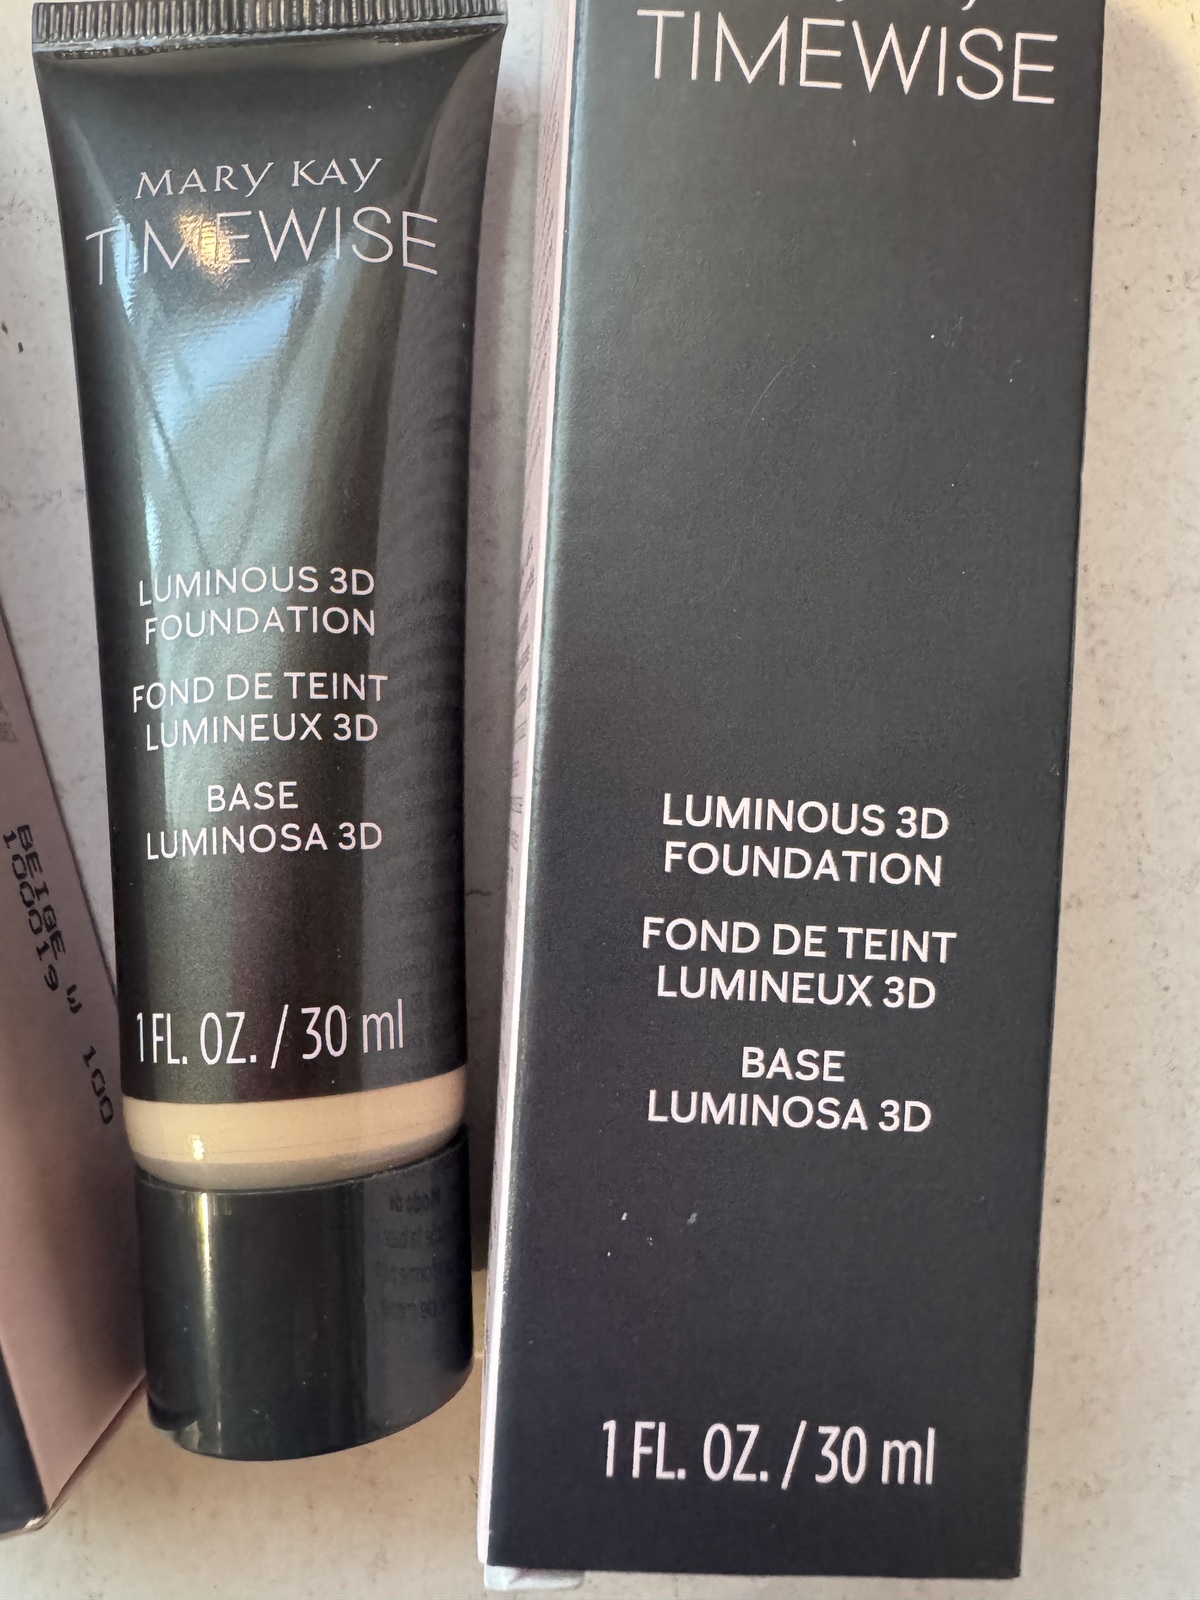 MARY KAY
TIMEWISE
LUMINOUS 3D
FOUNDATION
FOND DE TEINT
LUMINEUX 3D
BASE
LUMINOSA 3D
1 FL. OZ. / 30 ml
TIMEWISE
LUMINOUS 3D
FOUNDATION
FOND DE TEINT
LUMINEUX 3D
BASE
LUMINOSA 3D
1 FL. OZ. / 30 ml
BEIGE W 100
100019